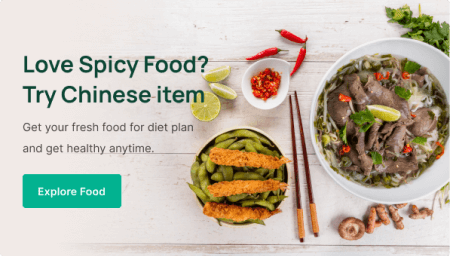 Love Spicy Food?
Try Chinese item
Get your fresh food for diet plan
and get healthy anytime.
Explore Food